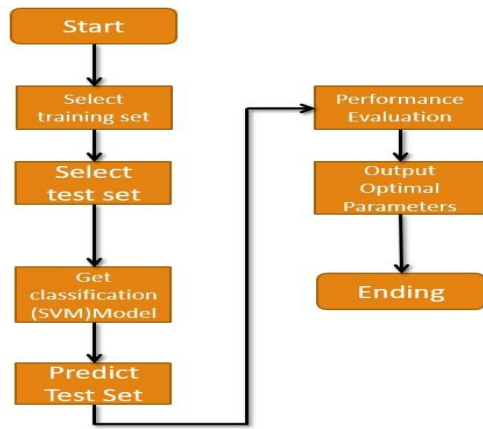 Start
Select
training set
Select
test set
Get
classification
(SVM)Model
Predict
Test Set
Performance
Evaluation
Output
Optimal
Parameters
Ending